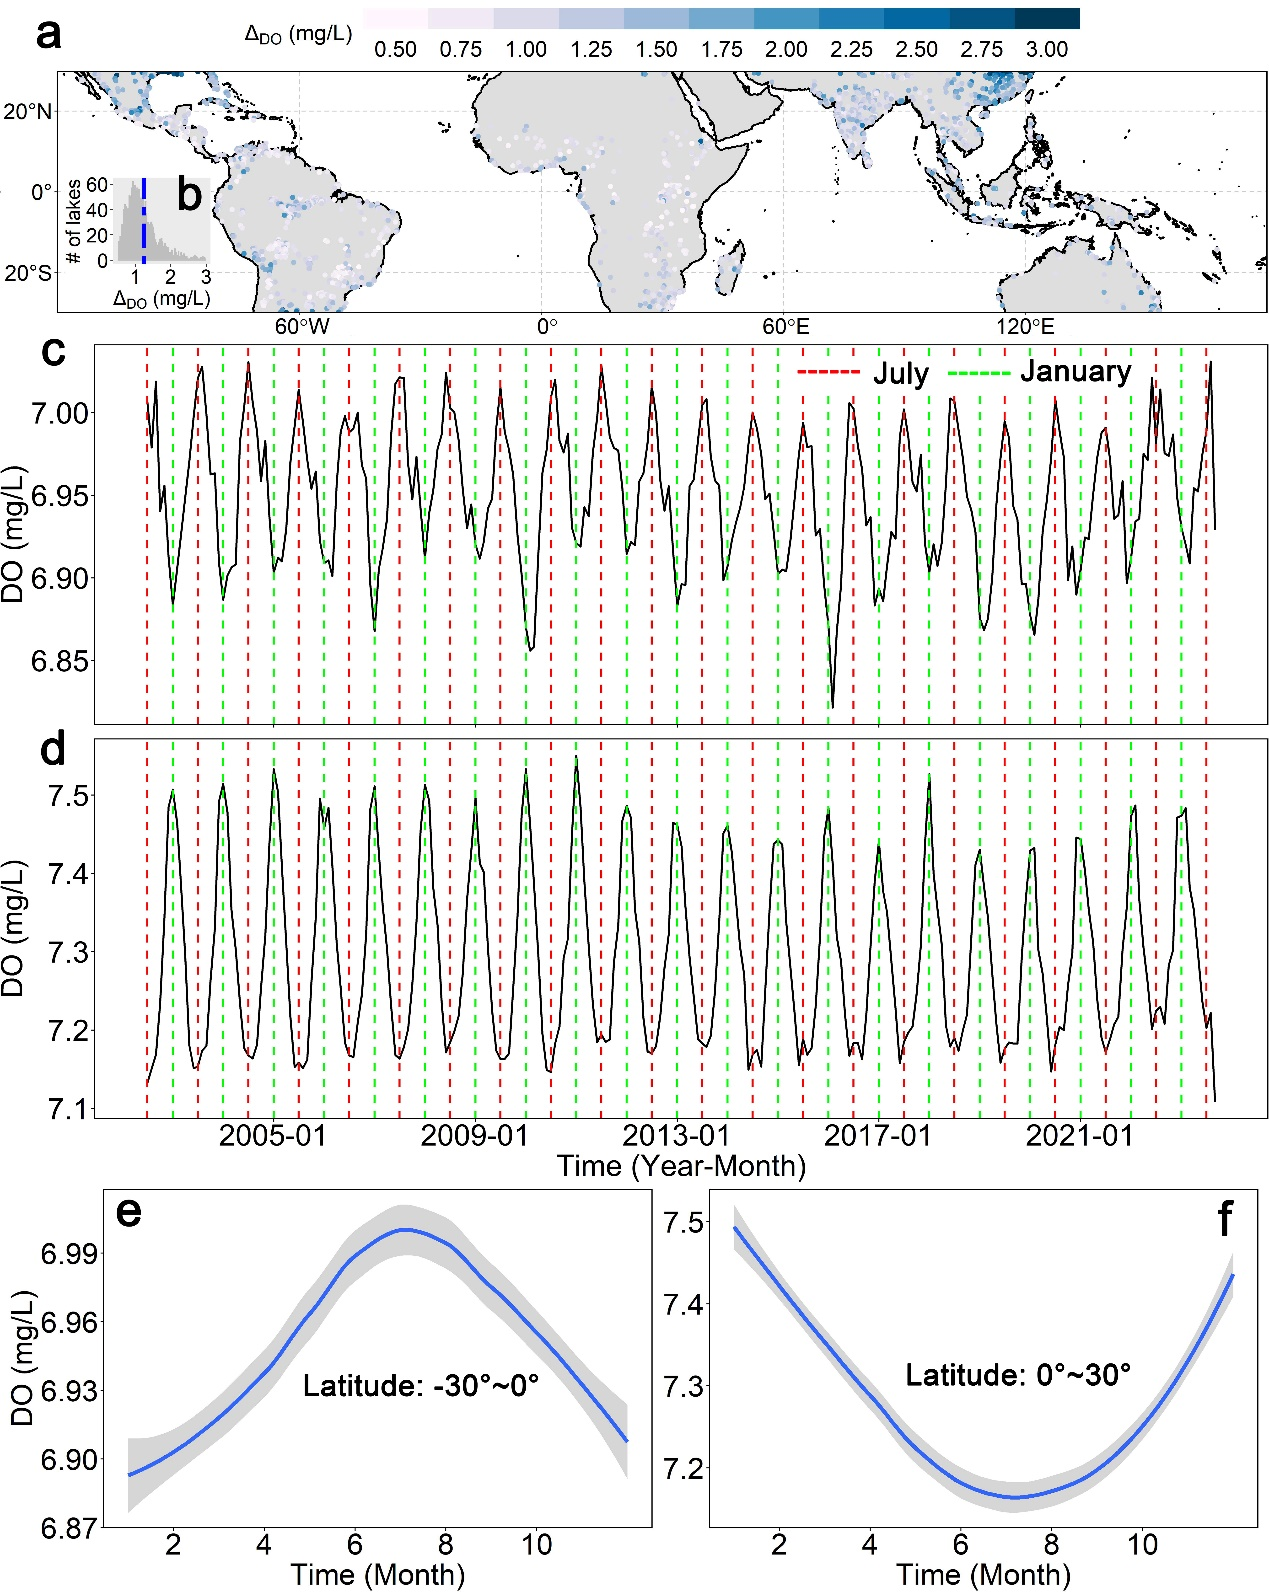 a
Δ_DO (mg/L)
0.50 0.75 1.00 1.25 1.50 1.75 2.00 2.25 2.50 2.75 3.00
20°N
0°
20°S
60°W 0° 60°E 120°E
b
# of lakes
60
40
20
0
1 2 3
Δ_DO (mg/L)
c
July January
DO (mg/L)
7.00
6.95
6.90
6.85
d
DO (mg/L)
7.5
7.4
7.3
7.2
7.1
2005-01 2009-01 2013-01 2017-01 2021-01
Time (Year-Month)
e
DO (mg/L)
6.99
6.96
6.93
6.90
6.87
Latitude: -30°~0°
2 4 6 8 10
Time (Month)
f
7.5
7.4
7.3
7.2
Latitude: 0°~30°
2 4 6 8 10
Time (Month)